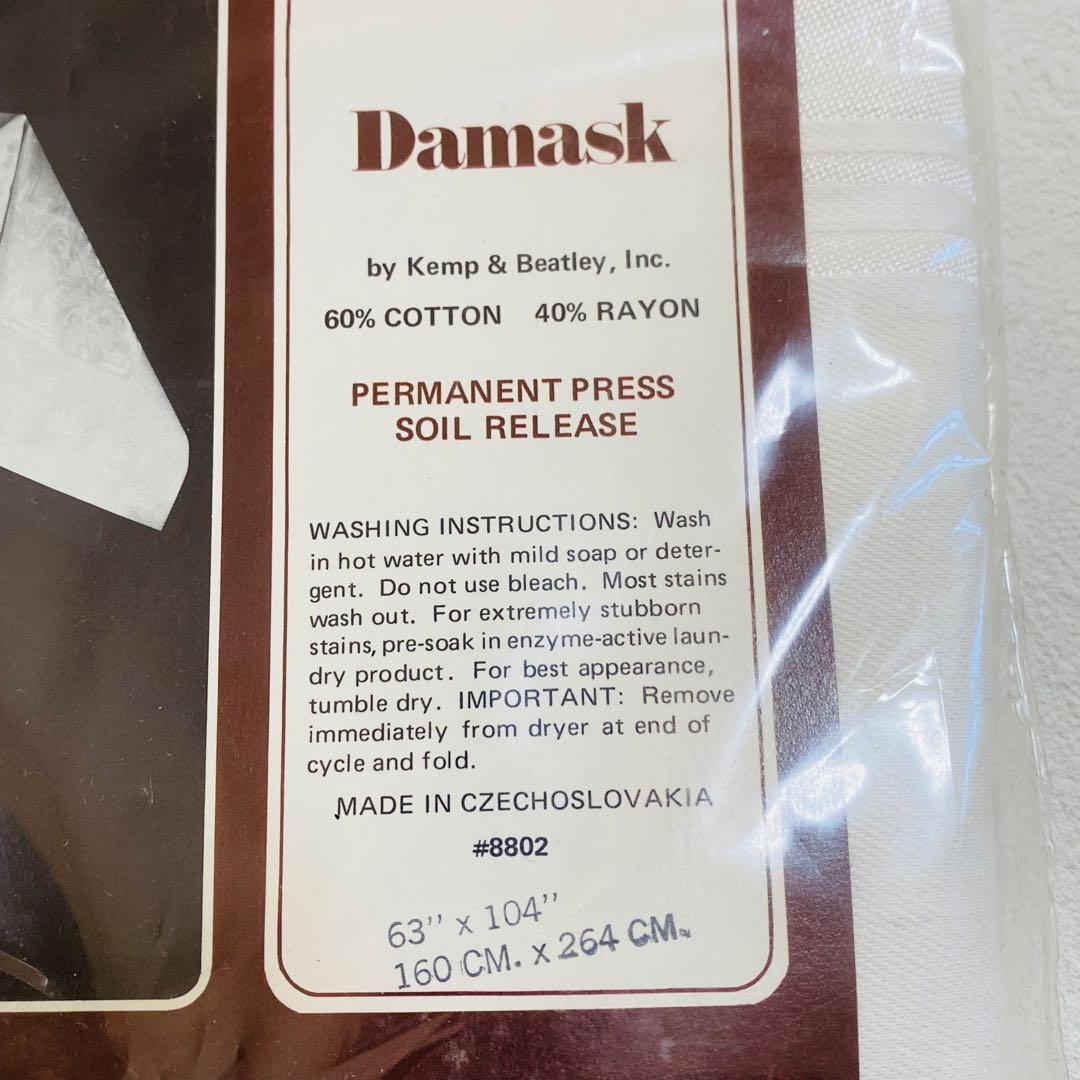 Damask
by Kemp & Beatley, Inc.
60% COTTON 40% RAYON
PERMANENT PRESS
SOIL RELEASE
WASHING INSTRUCTIONS: Wash
in hot water with mild soap or deter-
gent. Do not use bleach. Most stains
wash out. For extremely stubborn
stains, pre-soak in enzyme-active laun-
dry product. For best appearance,
tumble dry. IMPORTANT: Remove
immediately from dryer at end of
cycle and fold.
MADE IN CZECHOSLOVAKIA
#8802
63" x 104"
160 CM. x 264 CM.